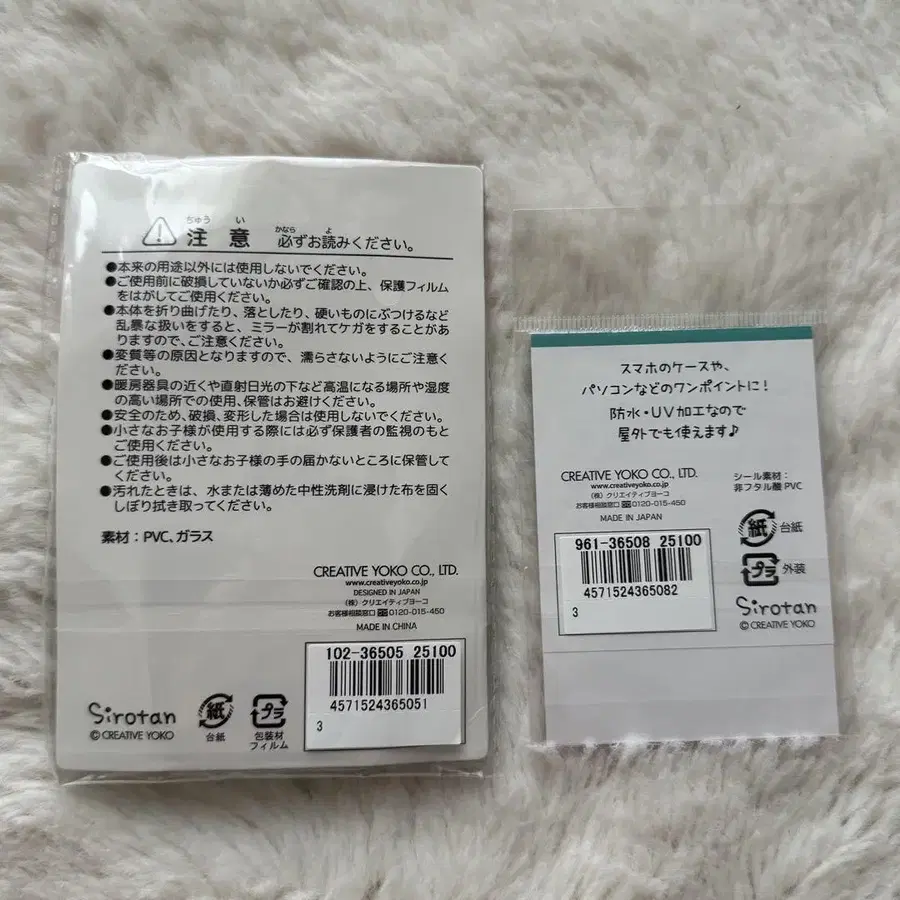 ちゅう い
注 意
かなら よ
必ずお読みください。
●本来の用途以外には使用しないでください。
●ご使用前に破損していないか必ずご確認の上、保護フィルム
をはがしてご使用ください。
●本体を折り曲げたり、落としたり、硬いものにぶつけるなど
乱暴な扱いをすると、ミラーが割れてケガをすることがあ
りますので、ご注意ください。
●変質等の原因となりますので、濡らさないようにご注意く
ださい。
●暖房器具の近くや直射日光の下など高温になる場所や湿度
の高い場所での使用、保管はお避けください。
●安全のため、破損、変形した場合は使用しないでください。
●小さなお子様が使用する際には必ず保護者の監視のもと
ご使用ください。
●ご使用後は小さなお子様の手の届かないところに保管して
ください。
●汚れたときは、水または薄めた中性洗剤に浸けた布を固く
しぼり拭き取ってください。
素材：PVC、ガラス
CREATIVE YOKO CO., LTD.
www.creativeyoko.co.jp
DESIGNED IN JAPAN
（株）クリエイティブヨーコ
お客様相談窓口 0120-015-450
MADE IN CHINA
102-36505 25100
4571524365051
3
Sirotan
© CREATIVE YOKO
紙
台紙
プラ
包装材
フィルム
スマホのケースや、
パソコンなどのワンポイントに！
防水・UV加工なので
屋外でも使えます♪
CREATIVE YOKO CO., LTD.
www.creativeyoko.co.jp
（株）クリエイティブヨーコ
お客様相談窓口 0120-015-450
MADE IN JAPAN
シール素材：
非フタル酸 PVC
961-36508 25100
4571524365082
3
紙 台紙
プラ 外装
Sirotan
© CREATIVE YOKO